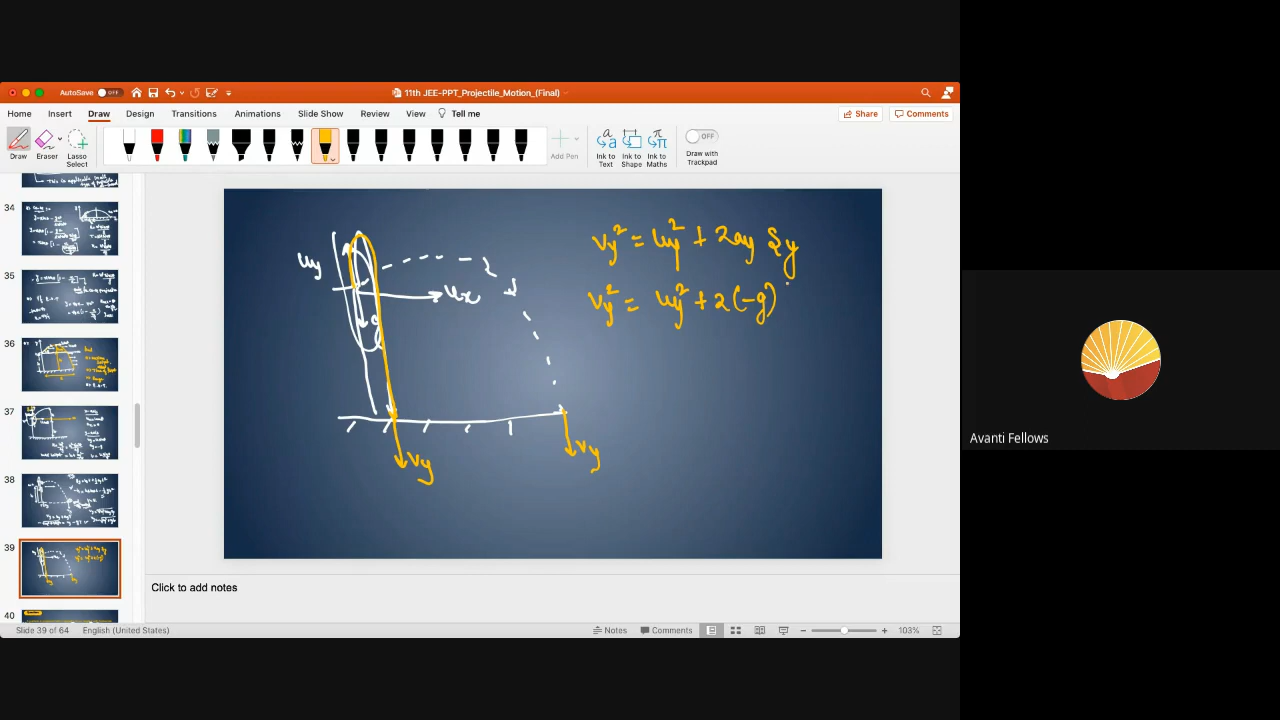 AutoSave OFF
11th JEE-PPT_Projectile_Motion_(Final)
Home Insert Draw Design Transitions Animations Slide Show Review View Tell me
Share Comments
Draw Eraser Lasso Select Add Pen Ink to Text Ink to Shape Ink to Maths OFF Draw with Trackpad
34
35
36
37
38
39
40
uy
ux
g
vy
vy
vy² = uy² + 2ay Sy
vy² = uy² + 2(-g)
Click to add notes
Slide 39 of 64 English (United States) Notes Comments 103%
Avanti Fellows